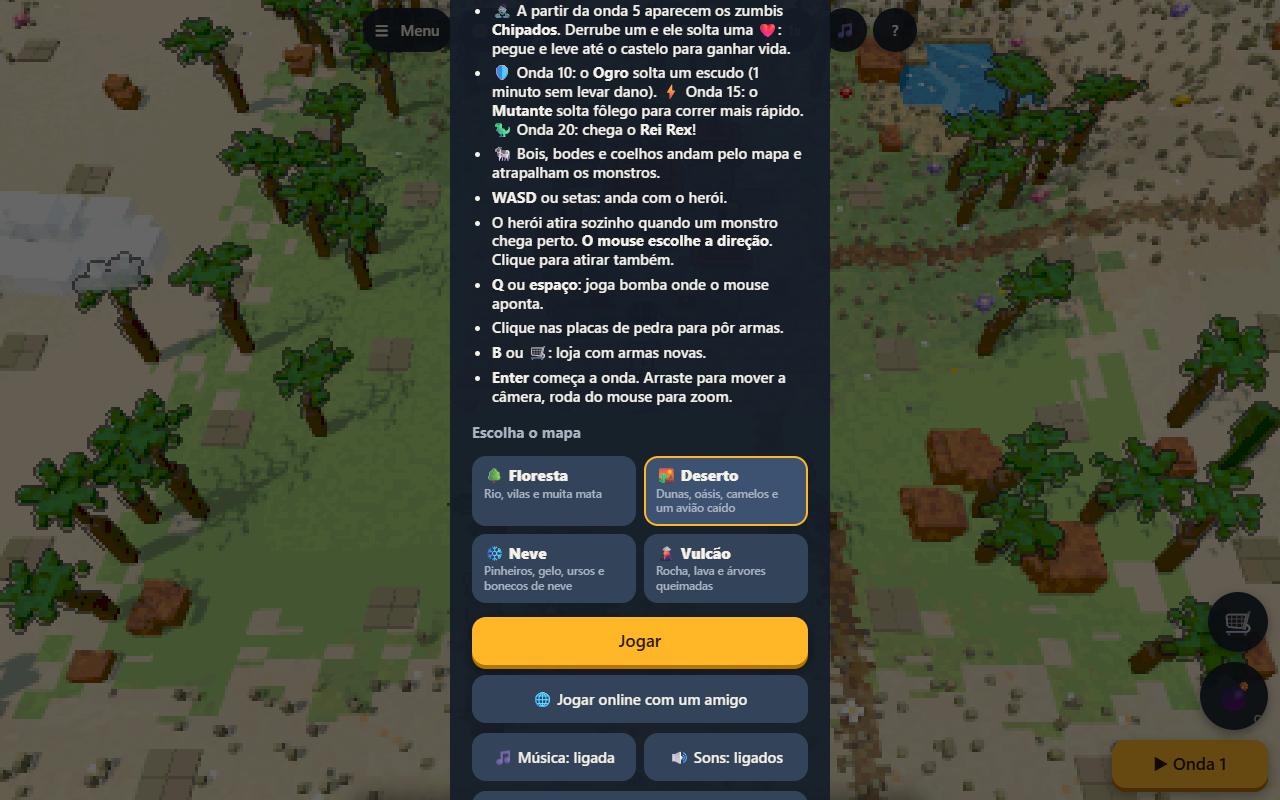 Menu
?
A partir da onda 5 aparecem os zumbis
Chipados. Derrube um e ele solta uma ❤️:
pegue e leve até o castelo para ganhar vida.
Onda 10: o Ogro solta um escudo (1
minuto sem levar dano). ⚡ Onda 15: o
Mutante solta fôlego para correr mais rápido.
Onda 20: chega o Rei Rex!
Bois, bodes e coelhos andam pelo mapa e
atrapalham os monstros.
WASD ou setas: anda com o herói.
O herói atira sozinho quando um monstro
chega perto. O mouse escolhe a direção.
Clique para atirar também.
Q ou espaço: joga bomba onde o mouse
aponta.
Clique nas placas de pedra para pôr armas.
B ou 🛒: loja com armas novas.
Enter começa a onda. Arraste para mover a
câmera, roda do mouse para zoom.
Escolha o mapa
Floresta
Rio, vilas e muita mata
Deserto
Dunas, oásis, camelos e
um avião caído
Neve
Pinheiros, gelo, ursos e
bonecos de neve
Vulcão
Rocha, lava e árvores
queimadas
Jogar
Jogar online com um amigo
Música: ligada
Sons: ligados
▶ Onda 1